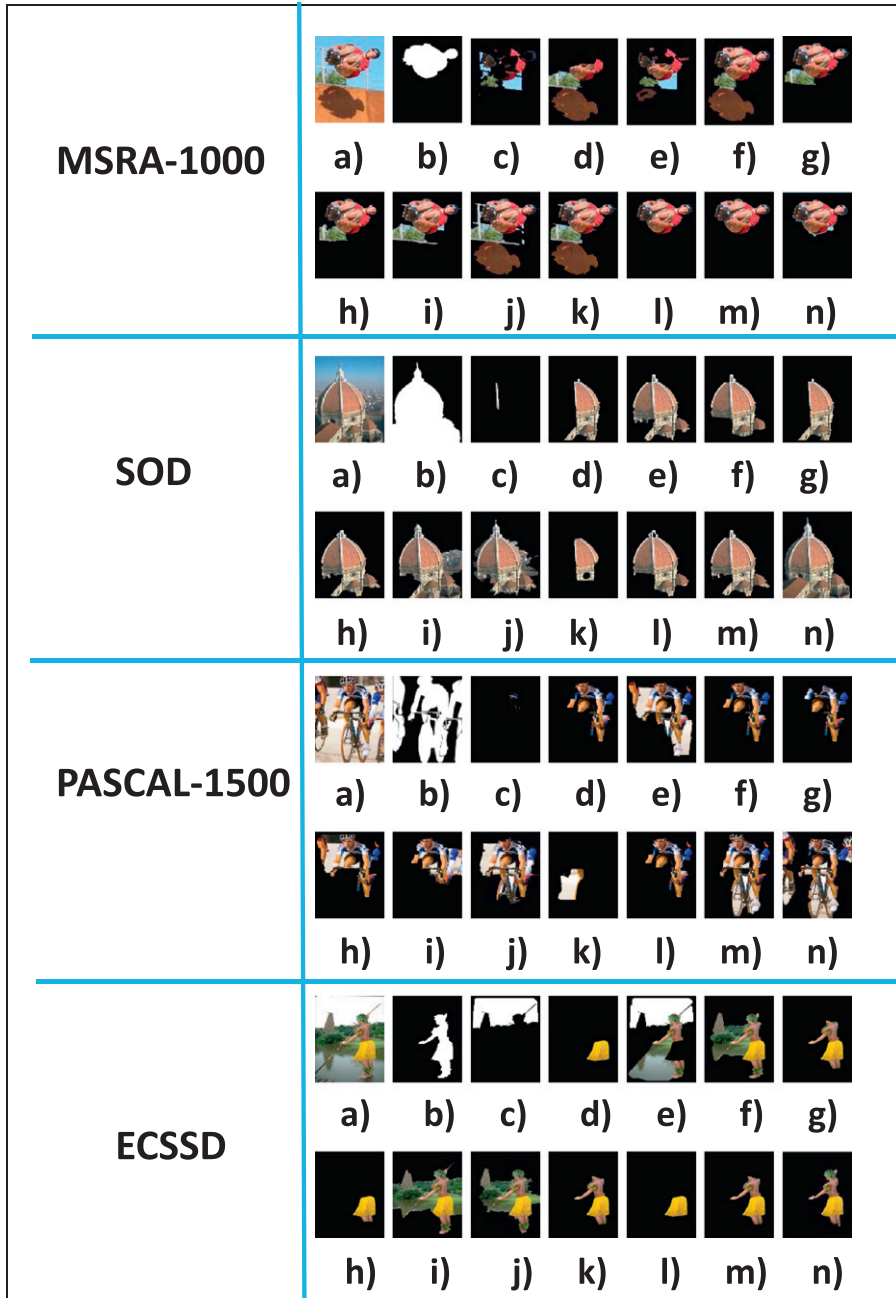 MSRA-1000
a) b) c) d) e) f) g)
h) i) j) k) l) m) n)
SOD
a) b) c) d) e) f) g)
h) i) j) k) l) m) n)
PASCAL-1500
a) b) c) d) e) f) g)
h) i) j) k) l) m) n)
ECSSD
a) b) c) d) e) f) g)
h) i) j) k) l) m) n)